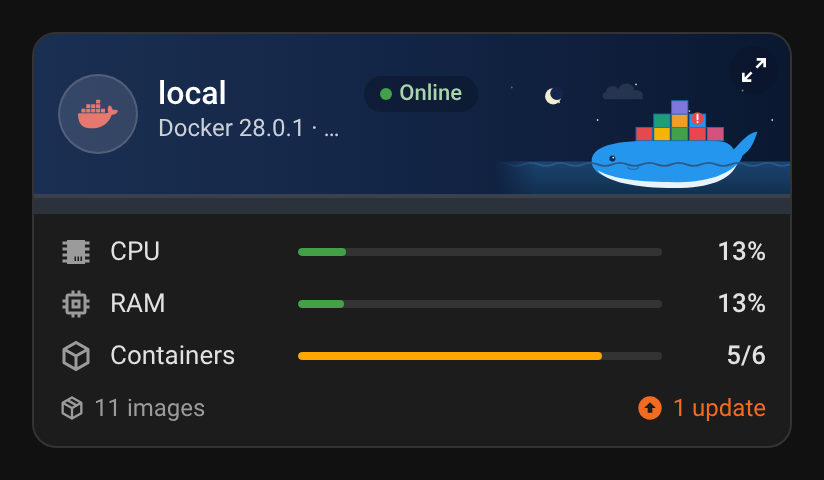 local
Online
Docker 28.0.1 · ...
CPU 13%
RAM 13%
Containers 5/6
11 images
1 update